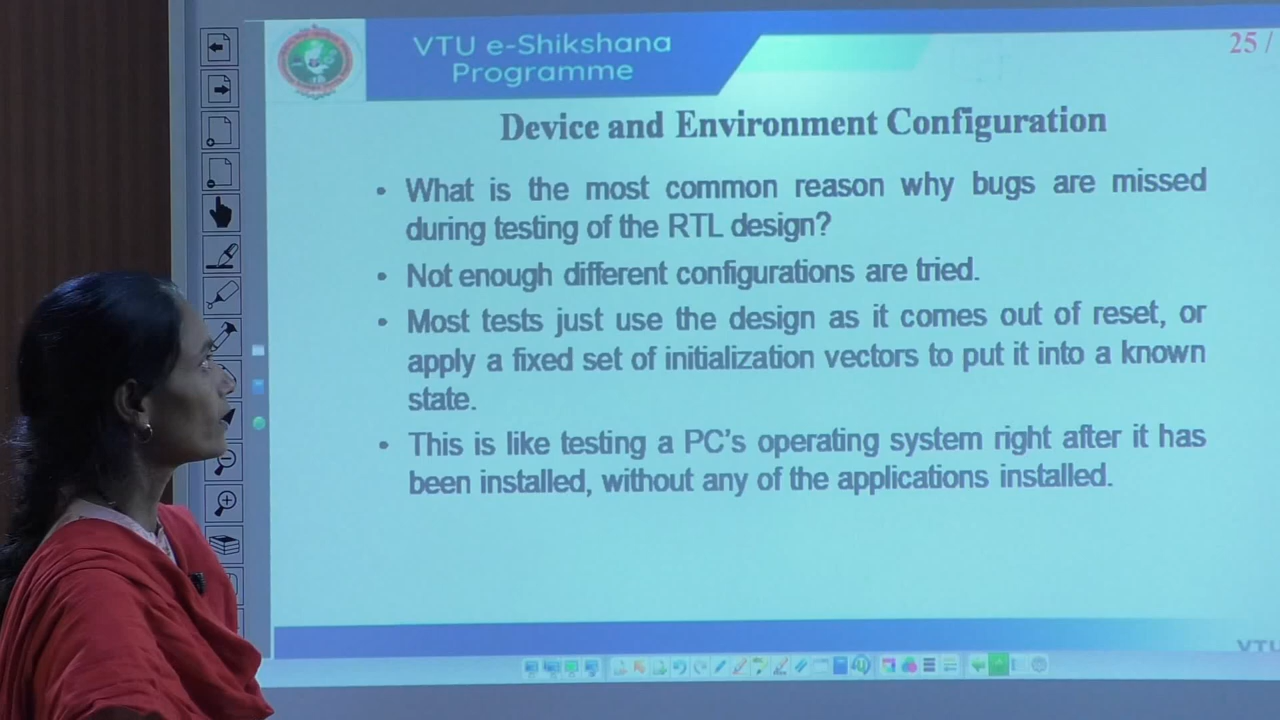 VTU e-Shikshana
Programme
25 /
Device and Environment Configuration
• What is the most common reason why bugs are missed
during testing of the RTL design?
• Not enough different configurations are tried.
• Most tests just use the design as it comes out of reset, or
apply a fixed set of initialization vectors to put it into a known
state.
• This is like testing a PC's operating system right after it has
been installed, without any of the applications installed.
VTU